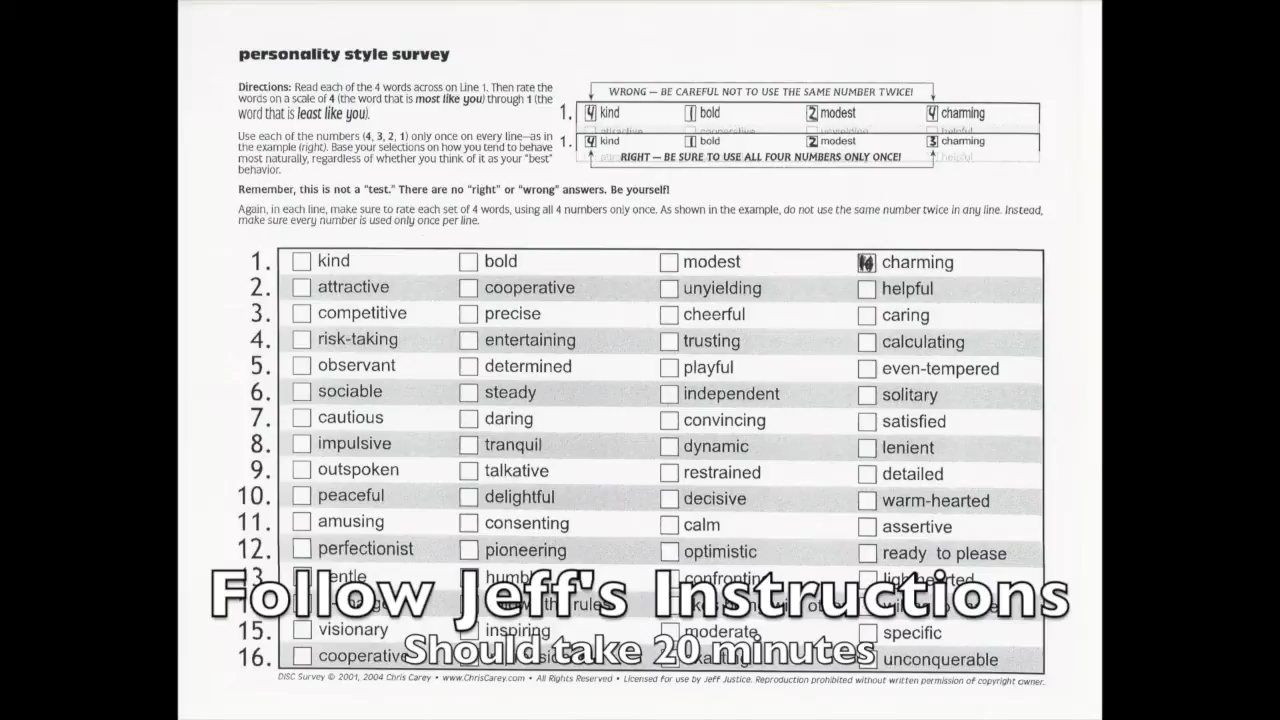 personality style survey
Directions: Read each of the 4 words across on Line 1. Then rate the
words on a scale of 4 (the word that is most like you) through 1 (the
word that is least like you).
Use each of the numbers (4, 3, 2, 1) only once on every line—as in
the example (right). Base your selections on how you tend to behave
most naturally, regardless of whether you think of it as your "best"
behavior.
WRONG — BE CAREFUL NOT TO USE THE SAME NUMBER TWICE!
1. 4 kind 1 bold 2 modest 4 charming
attractive cooperative unyielding helpful
1. 4 kind 1 bold 2 modest 3 charming
RIGHT — BE SURE TO USE ALL FOUR NUMBERS ONLY ONCE! helpful
Remember, this is not a "test." There are no "right" or "wrong" answers. Be yourself!
Again, in each line, make sure to rate each set of 4 words, using all 4 numbers only once. As shown in the example, do not use the same number twice in any line. Instead,
make sure every number is used only once per line.
1. kind bold modest charming
2. attractive cooperative unyielding helpful
3. competitive precise cheerful caring
4. risk-taking entertaining trusting calculating
5. observant determined playful even-tempered
6. sociable steady independent solitary
7. cautious daring convincing satisfied
8. impulsive tranquil dynamic lenient
9. outspoken talkative restrained detailed
10. peaceful delightful decisive warm-hearted
11. amusing consenting calm assertive
12. perfectionist pioneering optimistic ready to please
13. gentle humble confronting lighthearted
Follow Jeff's Instructions
15. visionary inspiring moderate specific
Should take 20 minutes
16. cooperative unconquerable
DISC Survey © 2001, 2004 Chris Carey • www.ChrisCarey.com • All Rights Reserved • Licensed for use by Jeff Justice. Reproduction prohibited without written permission of copyright owner.